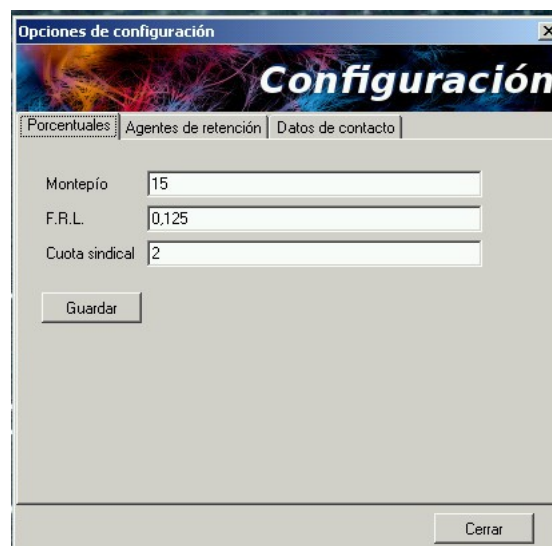 Opciones de configuración
Configuración
Porcentuales Agentes de retención Datos de contacto
Montepío 15
F.R.L. 0,125
Cuota sindical 2
Guardar
Cerrar